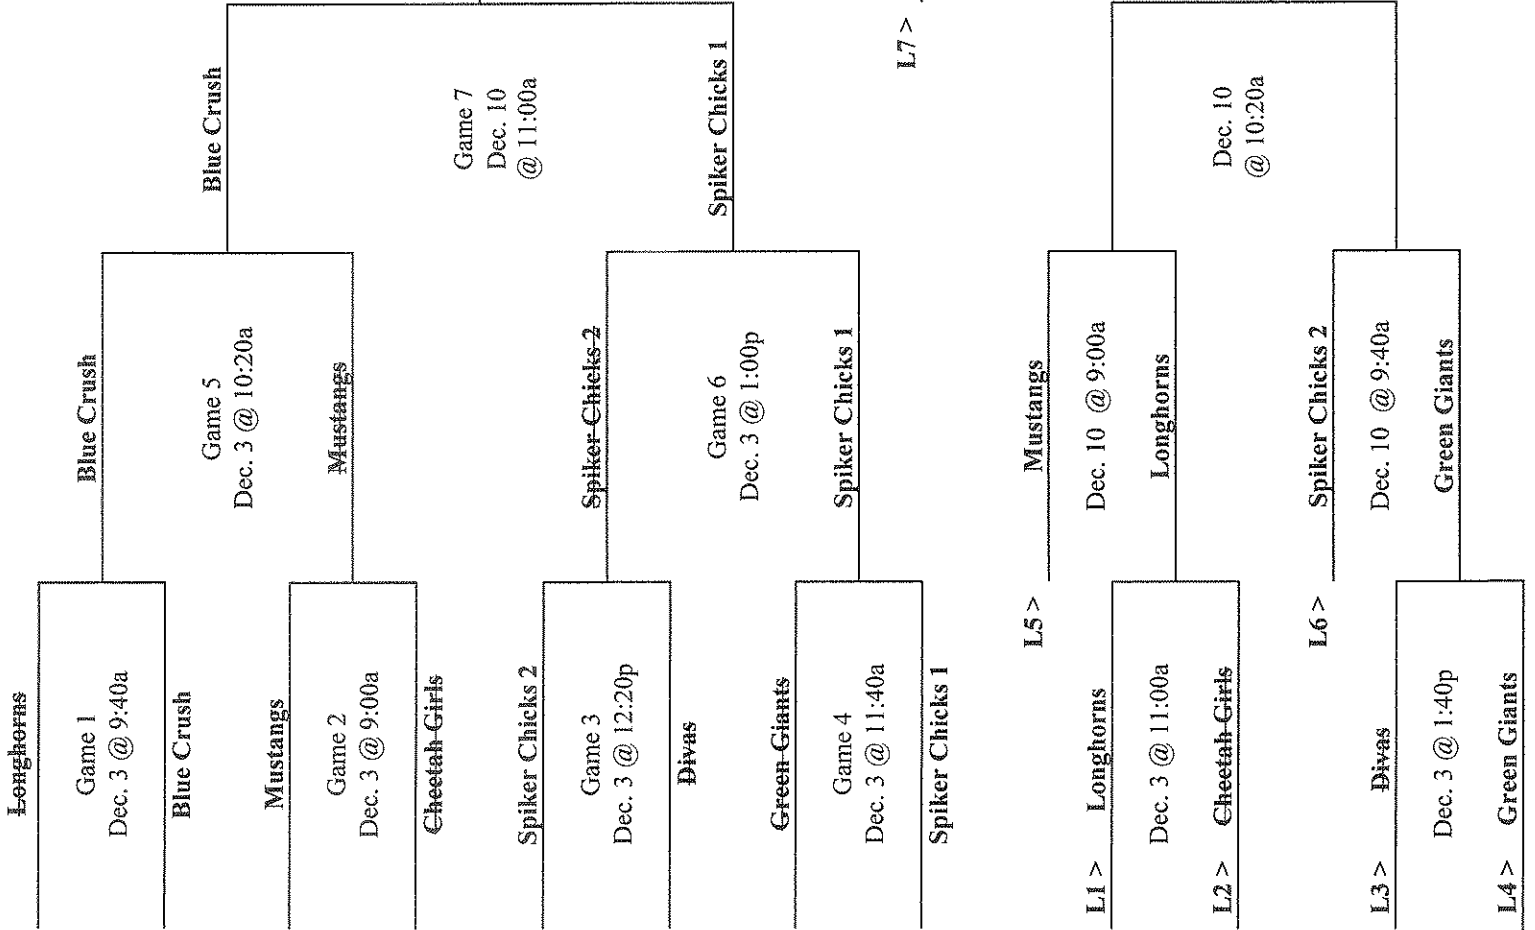 Longhorns
Game 1
Dec. 3 @ 9:40a
Blue Crush
Mustangs
Game 2
Dec. 3 @ 9:00a
Cheetah Girls
Spiker Chicks 2
Game 3
Dec. 3 @ 12:20p
Divas
Green Giants
Game 4
Dec. 3 @ 11:40a
Spiker Chicks 1
Blue Crush
Game 5
Dec. 3 @ 10:20a
Mustangs
Spiker Chicks 2
Game 6
Dec. 3 @ 1:00p
Spiker Chicks 1
Blue Crush
Game 7
Dec. 10
@ 11:00a
Spiker Chicks 1
L7 >
L1 > Longhorns
Dec. 3 @ 11:00a
L2 > Cheetah Girls
L3 > Divas
Dec. 3 @ 1:40p
L4 > Green Giants
L5 >
Mustangs
Dec. 10 @ 9:00a
Longhorns
L6 >
Spiker Chicks 2
Dec. 10 @ 9:40a
Green Giants
Dec. 10
@ 10:20a